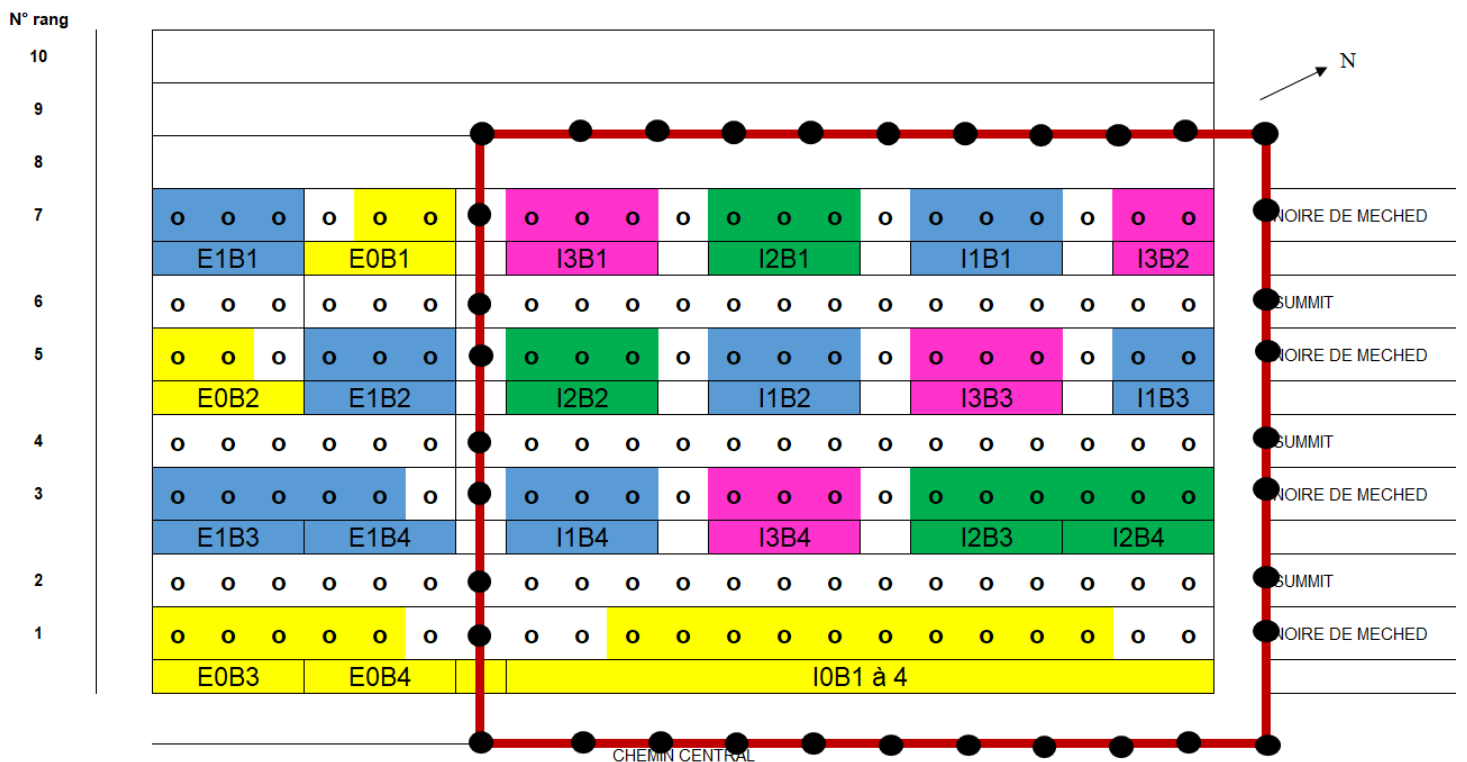 N° rang
10
N
9
8
7 o o o o o o o o o o o o o o o o o o o o NOIRE DE MECHED
E1B1 E0B1 I3B1 I2B1 I1B1 I3B2
6 o o o o o o o o o o o o o o o o o o o o SUMMIT
5 o o o o o o o o o o o o o o o o o o o o NOIRE DE MECHED
E0B2 E1B2 I2B2 I1B2 I3B3 I1B3
4 o o o o o o o o o o o o o o o o o o o o SUMMIT
3 o o o o o o o o o o o o o o o o o o o o NOIRE DE MECHED
E1B3 E1B4 I1B4 I3B4 I2B3 I2B4
2 o o o o o o o o o o o o o o o o o o o o SUMMIT
1 o o o o o o o o o o o o o o o o o o o o NOIRE DE MECHED
E0B3 E0B4 I0B1 à 4
CHEMIN CENTRAL